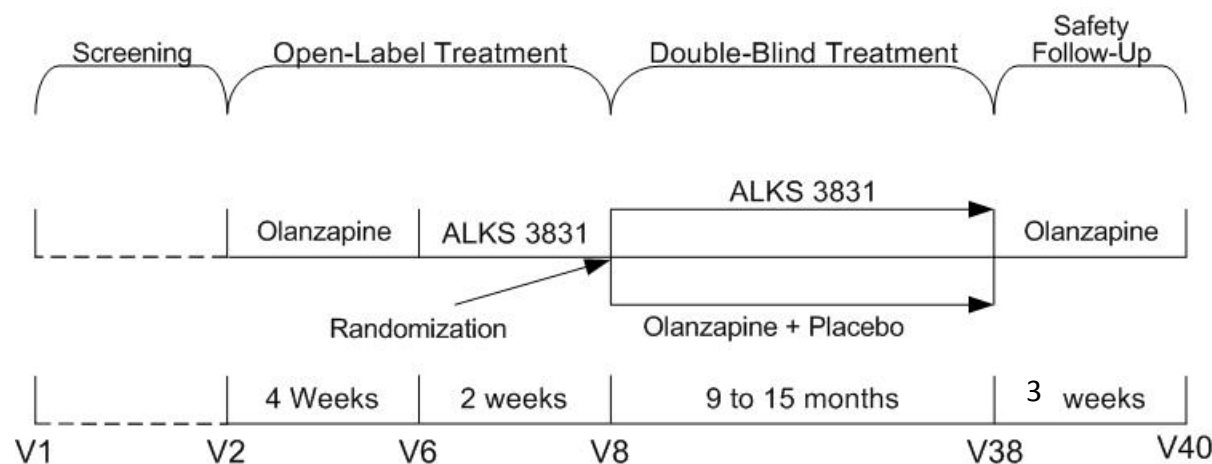 Screening
Open-Label Treatment
Double-Blind Treatment
Safety
Follow-Up
ALKS 3831
Olanzapine
ALKS 3831
Olanzapine
Randomization
Olanzapine + Placebo
4 Weeks
2 weeks
9 to 15 months
3 weeks
V1
V2
V6
V8
V38
V40